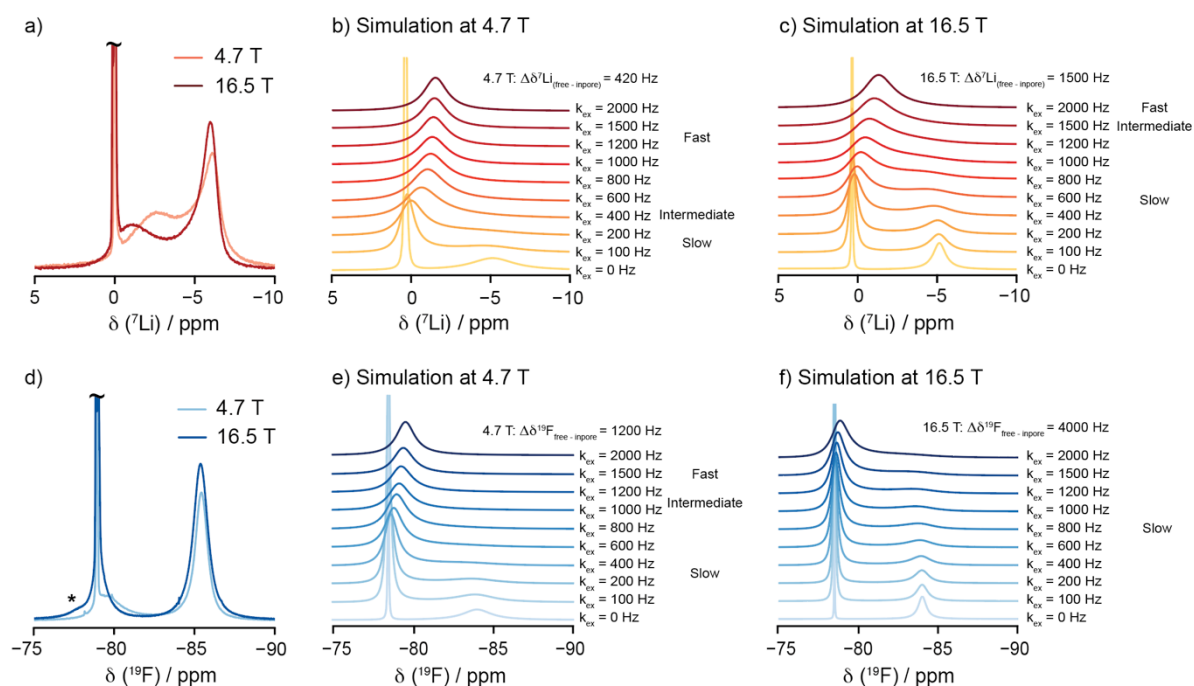 a)
4.7 T
16.5 T
5 0 −5 −10
δ (⁷Li) / ppm
b) Simulation at 4.7 T
4.7 T: Δδ⁷Li(free - inpore) = 420 Hz
kex = 2000 Hz
kex = 1500 Hz
kex = 1200 Hz
kex = 1000 Hz
kex = 800 Hz
kex = 600 Hz
kex = 400 Hz
kex = 200 Hz
kex = 100 Hz
kex = 0 Hz
Fast
Intermediate
Slow
5 0 −5 −10
δ (⁷Li) / ppm
c) Simulation at 16.5 T
16.5 T: Δδ⁷Li(free - inpore) = 1500 Hz
kex = 2000 Hz
kex = 1500 Hz
kex = 1200 Hz
kex = 1000 Hz
kex = 800 Hz
kex = 600 Hz
kex = 400 Hz
kex = 200 Hz
kex = 100 Hz
kex = 0 Hz
Fast
Intermediate
Slow
5 0 −5 −10
δ (⁷Li) / ppm
d)
4.7 T
16.5 T
*
−75 −80 −85 −90
δ (¹⁹F) / ppm
e) Simulation at 4.7 T
4.7 T: Δδ¹⁹Ffree - inpore = 1200 Hz
kex = 2000 Hz
kex = 1500 Hz
kex = 1200 Hz
kex = 1000 Hz
kex = 800 Hz
kex = 600 Hz
kex = 400 Hz
kex = 200 Hz
kex = 100 Hz
kex = 0 Hz
Fast
Intermediate
Slow
−75 −80 −85 −90
δ (¹⁹F) / ppm
f) Simulation at 16.5 T
16.5 T: Δδ¹⁹Ffree - inpore = 4000 Hz
kex = 2000 Hz
kex = 1500 Hz
kex = 1200 Hz
kex = 1000 Hz
kex = 800 Hz
kex = 600 Hz
kex = 400 Hz
kex = 200 Hz
kex = 100 Hz
kex = 0 Hz
Slow
−75 −80 −85 −90
δ (¹⁹F) / ppm